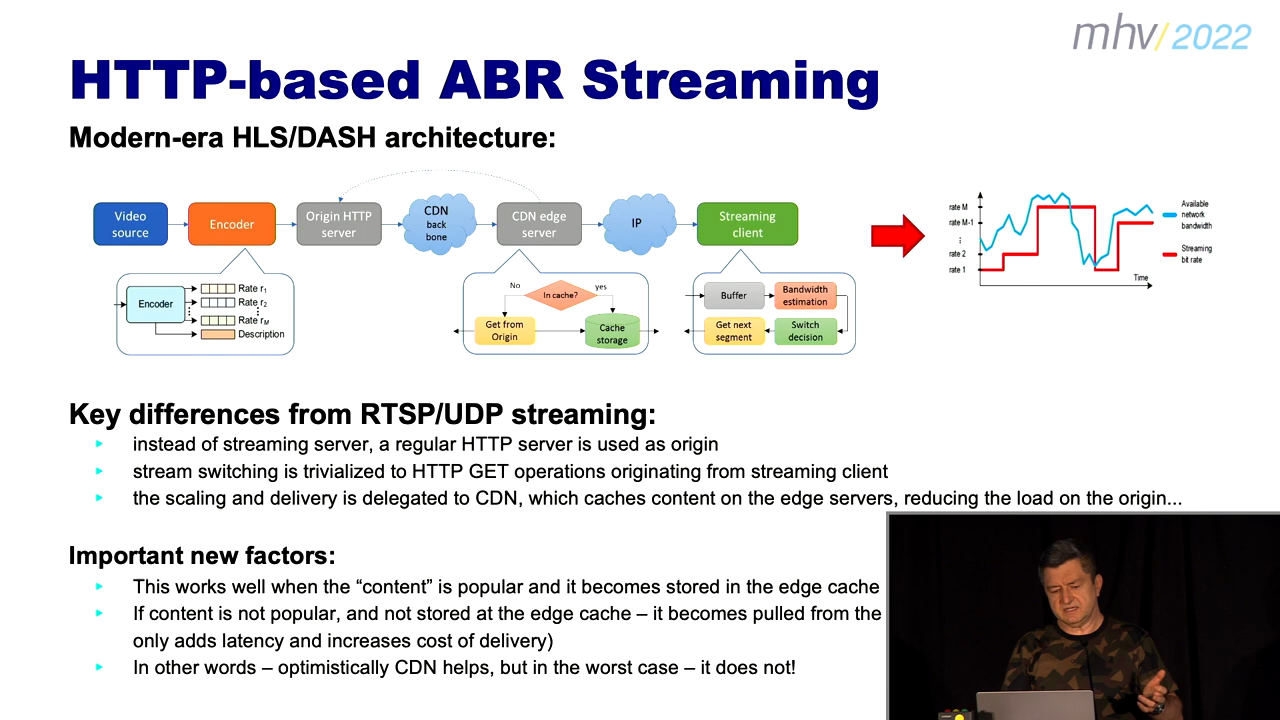 mhv/2022
HTTP-based ABR Streaming
Modern-era HLS/DASH architecture:
Video
source
Encoder
Origin HTTP
server
CDN
back
bone
CDN edge
server
IP
Streaming
client
Encoder
Rate r1
Rate r2
Rate rM
Description
No
yes
In cache?
Get from
Origin
Cache
storage
Buffer
Bandwidth
estimation
Get next
segment
Switch
decision
rate M
rate M-1
rate 2
rate 1
Time
Available
network
bandwidth
Streaming
bit rate
Key differences from RTSP/UDP streaming:
instead of streaming server, a regular HTTP server is used as origin
stream switching is trivialized to HTTP GET operations originating from streaming client
the scaling and delivery is delegated to CDN, which caches content on the edge servers, reducing the load on the origin...
Important new factors:
This works well when the “content” is popular and it becomes stored in the edge cache
If content is not popular, and not stored at the edge cache – it becomes pulled from the
only adds latency and increases cost of delivery)
In other words – optimistically CDN helps, but in the worst case – it does not!